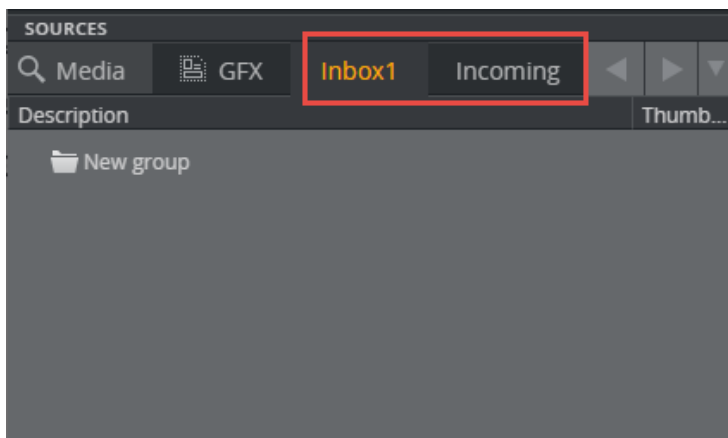 SOURCES
Media GFX Inbox1 Incoming
Description Thumb...
New group